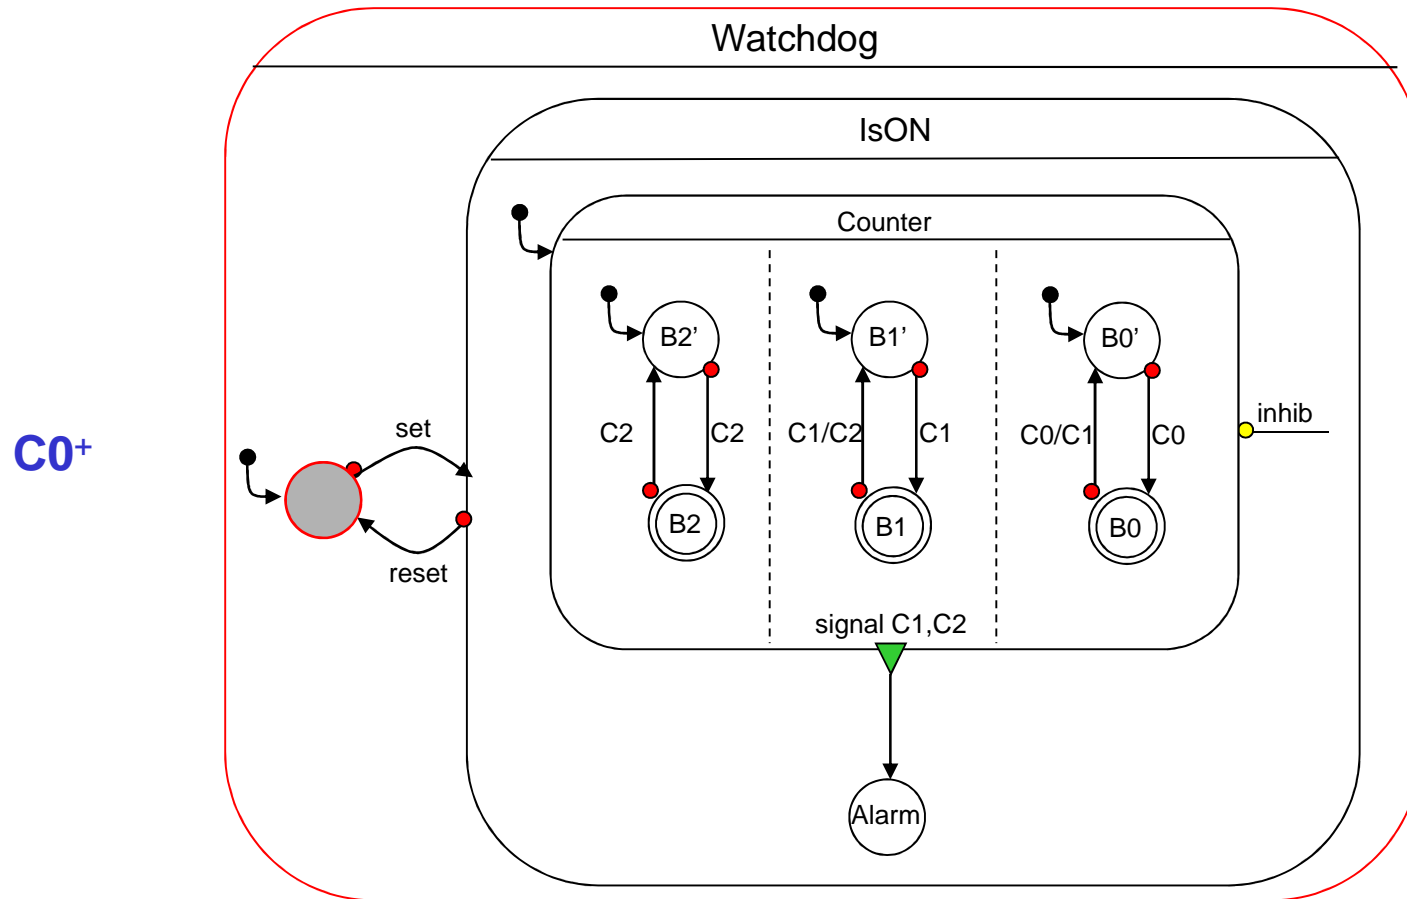 Watchdog
IsON
Counter
B2’
B1’
B0’
C0+
set
C2
C2
C1/C2
C1
C0/C1
C0
inhib
B2
B1
B0
reset
signal C1,C2
Alarm